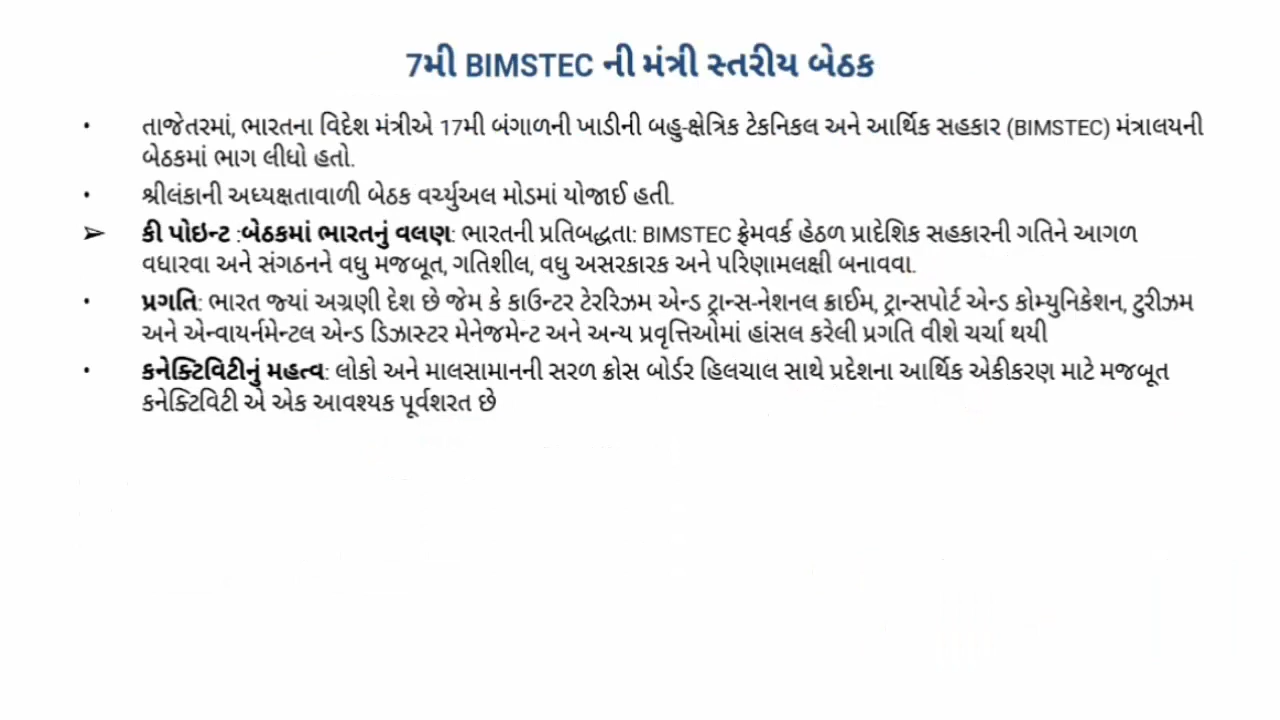 7મી BIMSTEC ની મંત્રી સ્તરીય બેઠક
• તાજેતરમાં, ભારતના વિદેશ મંત્રીએ 17મી બંગાળની ખાડીની બહુ-ક્ષેત્રિક ટેકનિકલ અને આર્થિક સહકાર (BIMSTEC) મંત્રાલયની
બેઠકમાં ભાગ લીધો હતો.
• શ્રીલંકાની અધ્યક્ષતાવાળી બેઠક વર્ચ્યુઅલ મોડમાં યોજાઈ હતી.
➢ કી પોઇન્ટ :બેઠકમાં ભારતનું વલણ: ભારતની પ્રતિબદ્ધતા: BIMSTEC ફ્રેમવર્ક હેઠળ પ્રાદેશિક સહકારની ગતિને આગળ
વધારવા અને સંગઠનને વધુ મજબૂત, ગતિશીલ, વધુ અસરકારક અને પરિણામલક્ષી બનાવવા.
• પ્રગતિ: ભારત જ્યાં અગ્રણી દેશ છે જેમ કે કાઉન્ટર ટેરરિઝમ એન્ડ ટ્રાન્સ-નેશનલ ક્રાઈમ, ટ્રાન્સપોર્ટ એન્ડ કોમ્યુનિકેશન, ટુરીઝમ
અને એન્વાયર્નમેન્ટલ એન્ડ ડિઝાસ્ટર મેનેજમેન્ટ અને અન્ય પ્રવૃત્તિઓમાં હાંસલ કરેલી પ્રગતિ વીશે ચર્ચા થયી
• કનેક્ટિવિટીનું મહત્વ: લોકો અને માલસામાનની સરળ ક્રોસ બોર્ડર હિલચાલ સાથે પ્રદેશના આર્થિક એકીકરણ માટે મજબૂત
કનેક્ટિવિટી એ એક આવશ્યક પૂર્વશરત છે